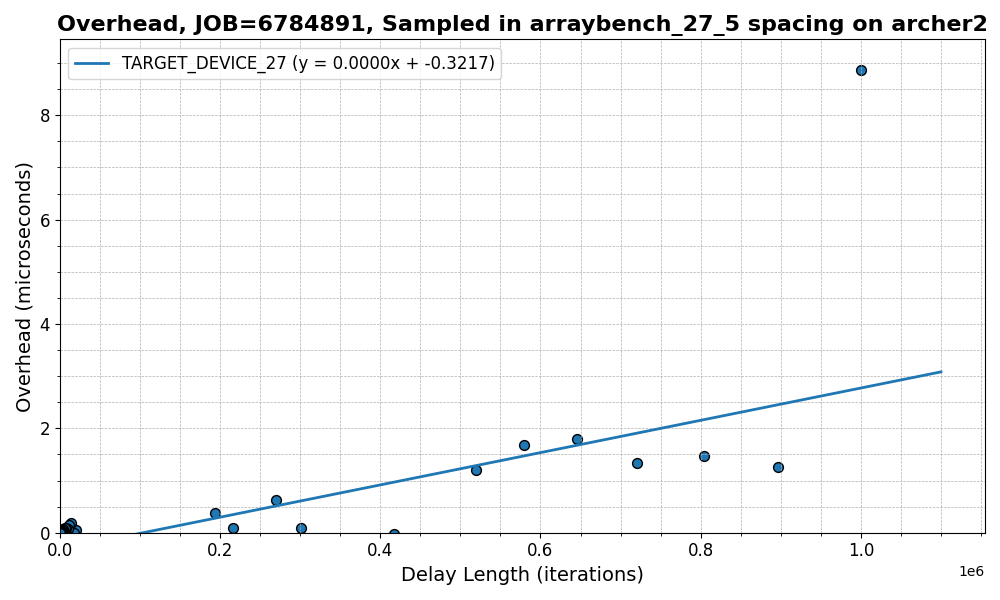 Overhead, JOB=6784891, Sampled in arraybench_27_5 spacing on archer2
TARGET_DEVICE_27 (y = 0.0000x + -0.3217)
Overhead (microseconds)
8
6
4
2
0
0.0 0.2 0.4 0.6 0.8 1.0
1e6
Delay Length (iterations)